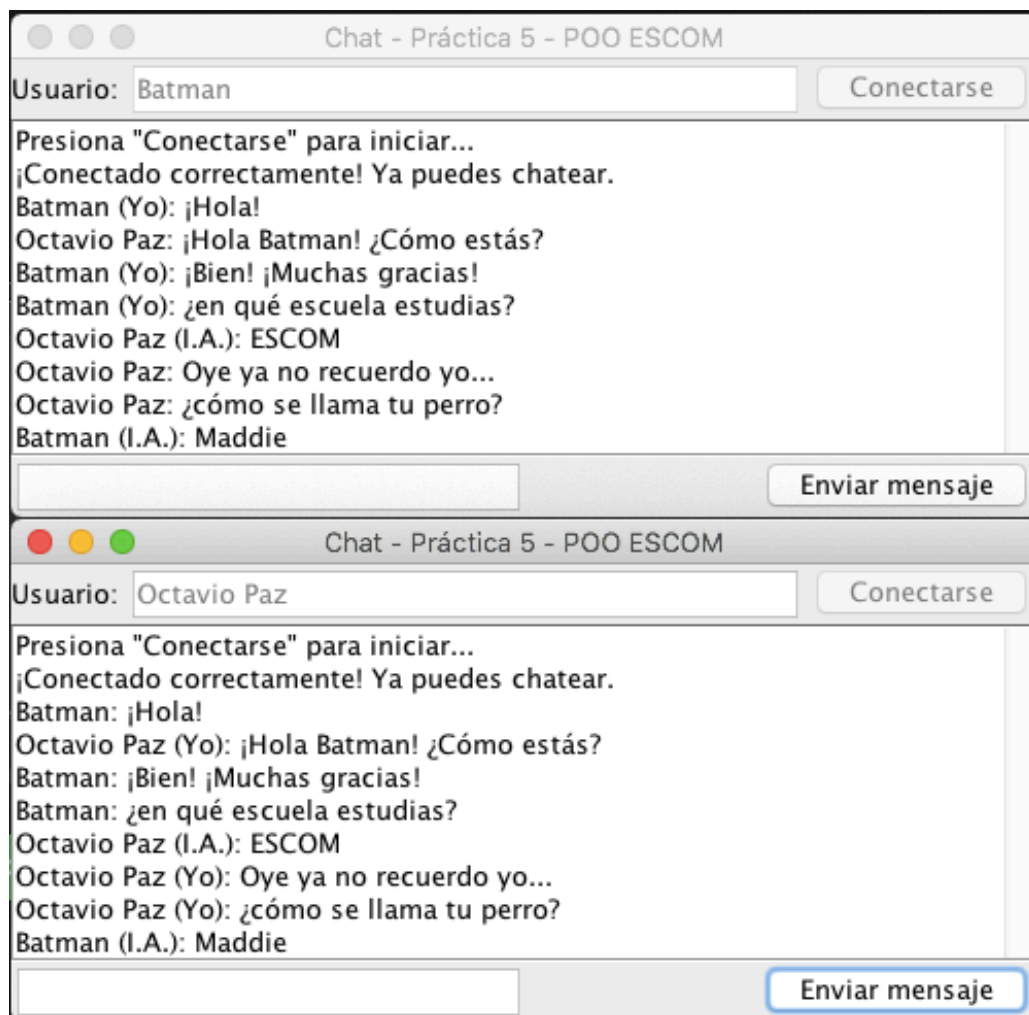 Chat - Práctica 5 - POO ESCOM
Usuario: Batman Conectarse
Presiona "Conectarse" para iniciar...
¡Conectado correctamente! Ya puedes chatear.
Batman (Yo): ¡Hola!
Octavio Paz: ¡Hola Batman! ¿Cómo estás?
Batman (Yo): ¡Bien! ¡Muchas gracias!
Batman (Yo): ¿en qué escuela estudias?
Octavio Paz (I.A.): ESCOM
Octavio Paz: Oye ya no recuerdo yo...
Octavio Paz: ¿cómo se llama tu perro?
Batman (I.A.): Maddie
Enviar mensaje
Chat - Práctica 5 - POO ESCOM
Usuario: Octavio Paz Conectarse
Presiona "Conectarse" para iniciar...
¡Conectado correctamente! Ya puedes chatear.
Batman: ¡Hola!
Octavio Paz (Yo): ¡Hola Batman! ¿Cómo estás?
Batman: ¡Bien! ¡Muchas gracias!
Batman: ¿en qué escuela estudias?
Octavio Paz (I.A.): ESCOM
Octavio Paz (Yo): Oye ya no recuerdo yo...
Octavio Paz (Yo): ¿cómo se llama tu perro?
Batman (I.A.): Maddie
Enviar mensaje